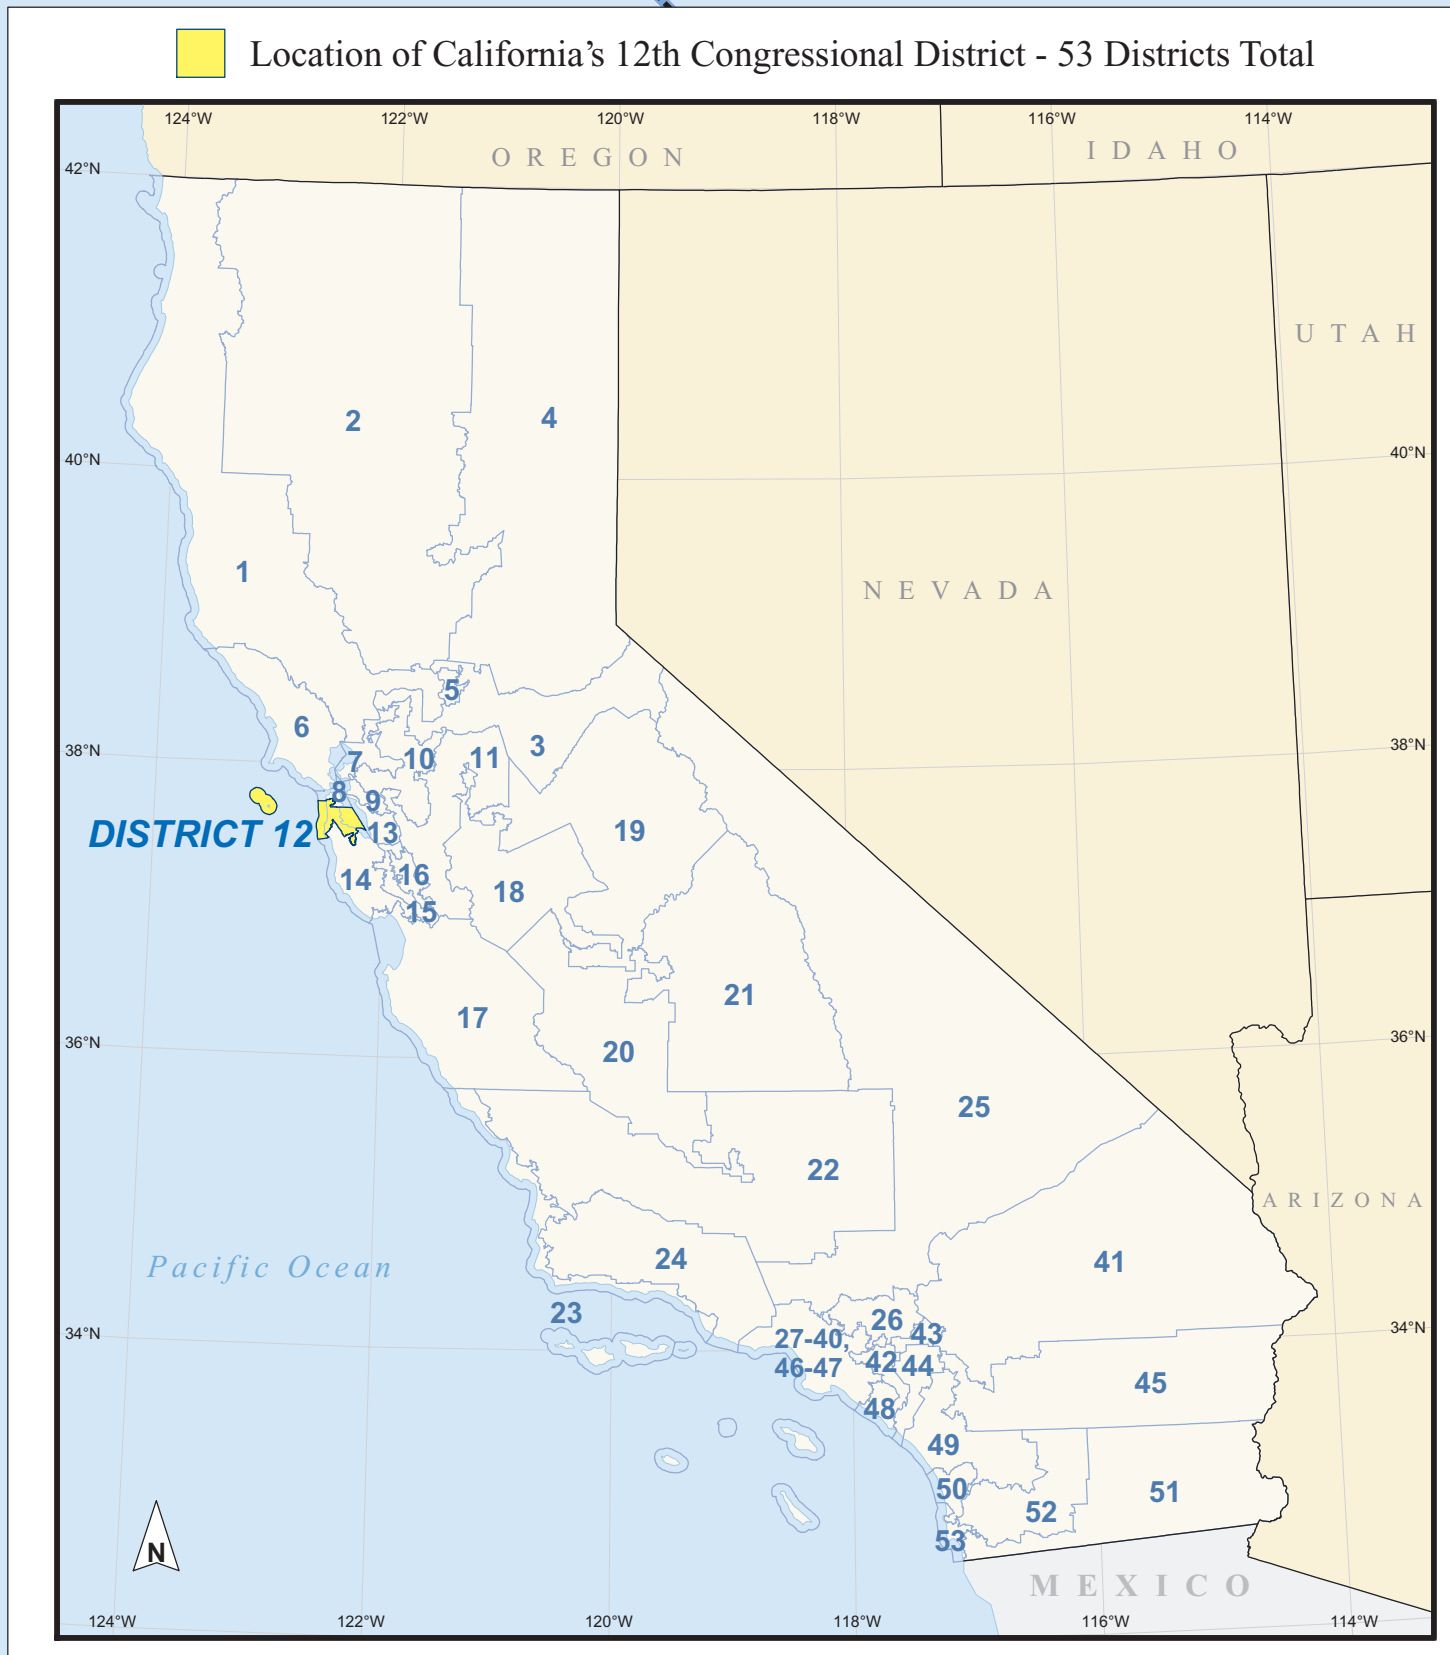 Location of California's 12th Congressional District - 53 Districts Total
124°W 122°W 120°W 118°W 116°W 114°W
OREGON IDAHO
42°N
UTAH
2 4
40°N 40°N
1
NEVADA
5
6
3
38°N 38°N
7 10 11
8 9
DISTRICT 12 13 19
14 16 18
15
21
17
36°N 36°N
20
25
22
ARIZONA
Pacific Ocean
24 41
23
26
34°N 34°N
27-40, 43
46-47 42 44
45
48
49
50 51
52
53
N
MEXICO
124°W 122°W 120°W 118°W 116°W 114°W